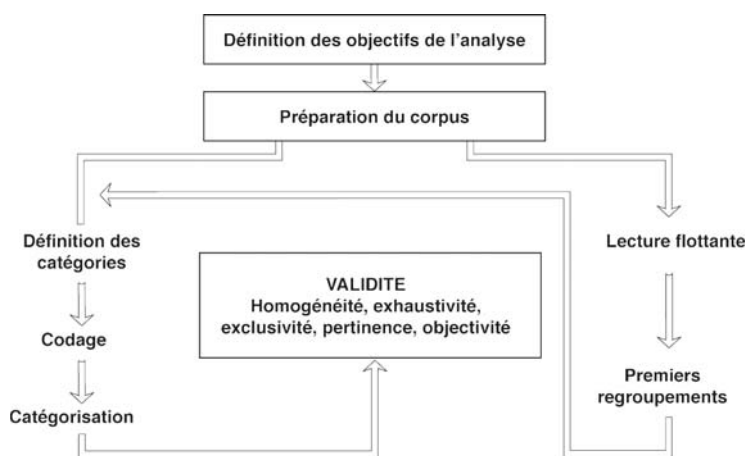 Définition des objectifs de l’analyse
Préparation du corpus
Définition des
catégories
Codage
Catégorisation
VALIDITE
Homogénéité, exhaustivité,
exclusivité, pertinence, objectivité
Lecture flottante
Premiers
regroupements